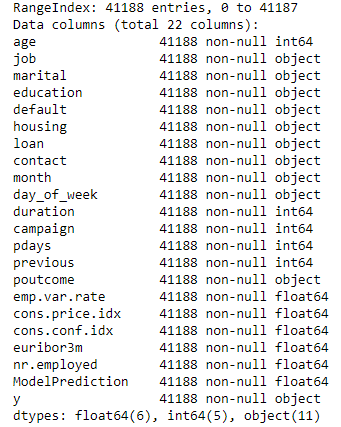 RangeIndex: 41188 entries, 0 to 41187
Data columns (total 22 columns):
age 41188 non-null int64
job 41188 non-null object
marital 41188 non-null object
education 41188 non-null object
default 41188 non-null object
housing 41188 non-null object
loan 41188 non-null object
contact 41188 non-null object
month 41188 non-null object
day_of_week 41188 non-null object
duration 41188 non-null int64
campaign 41188 non-null int64
pdays 41188 non-null int64
previous 41188 non-null int64
poutcome 41188 non-null object
emp.var.rate 41188 non-null float64
cons.price.idx 41188 non-null float64
cons.conf.idx 41188 non-null float64
euribor3m 41188 non-null float64
nr.employed 41188 non-null float64
ModelPrediction 41188 non-null float64
y 41188 non-null object
dtypes: float64(6), int64(5), object(11)